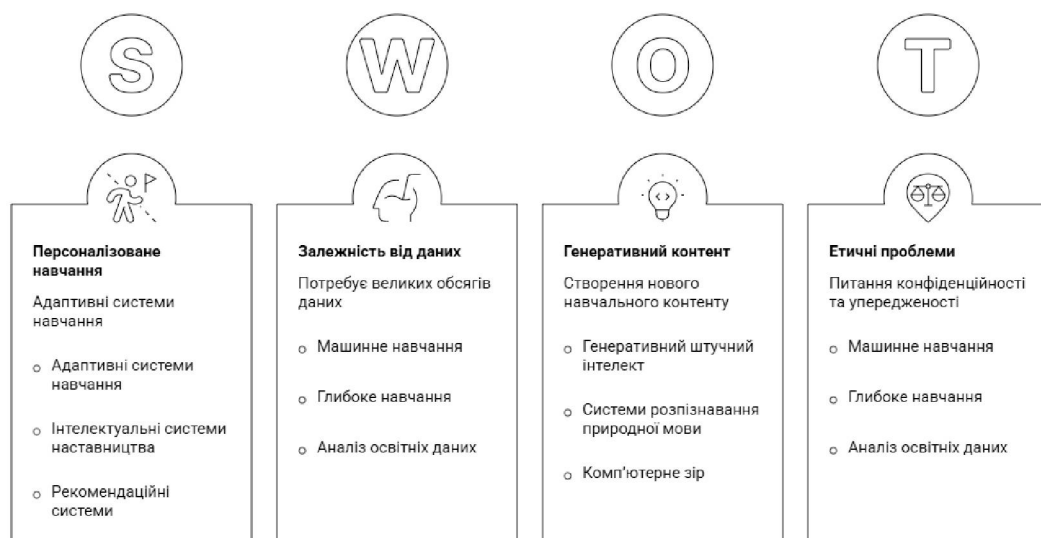 S
W
O
T
Персоналізоване
навчання
Адаптивні системи
навчання
Адаптивні системи
навчання
Інтелектуальні системи
наставництва
Рекомендаційні
системи
Залежність від даних
Потребує великих обсягів
даних
Машинне навчання
Глибоке навчання
Аналіз освітніх даних
Генеративний контент
Створення нового
навчального контенту
Генеративний штучний
інтелект
Системи розпізнавання
природної мови
Комп'ютерне зір
Етичні проблеми
Питання конфіденційності
та упередженості
Машинне навчання
Глибоке навчання
Аналіз освітніх даних